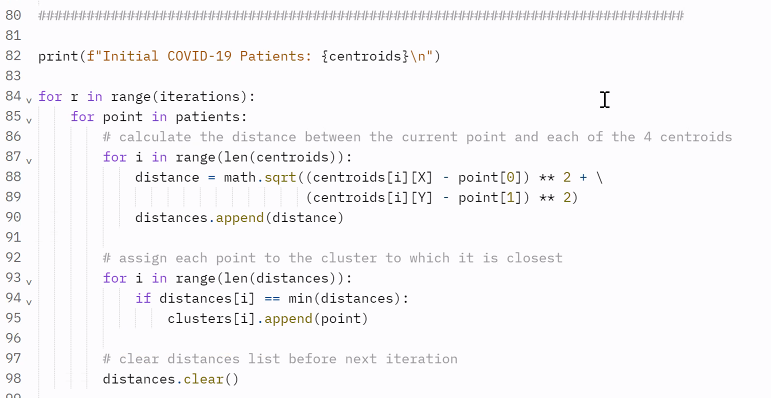 80 ################################################################################
81
82 print(f"Initial COVID-19 Patients: {centroids}\n")
83
84 for r in range(iterations):
85     for point in patients:
86         # calculate the distance between the current point and each of the 4 centroids
87         for i in range(len(centroids)):
88             distance = math.sqrt((centroids[i][X] - point[0]) ** 2 + \
89                                  (centroids[i][Y] - point[1]) ** 2)
90             distances.append(distance)
91
92         # assign each point to the cluster to which it is closest
93         for i in range(len(distances)):
94             if distances[i] == min(distances):
95                 clusters[i].append(point)
96
97         # clear distances list before next iteration
98         distances.clear()